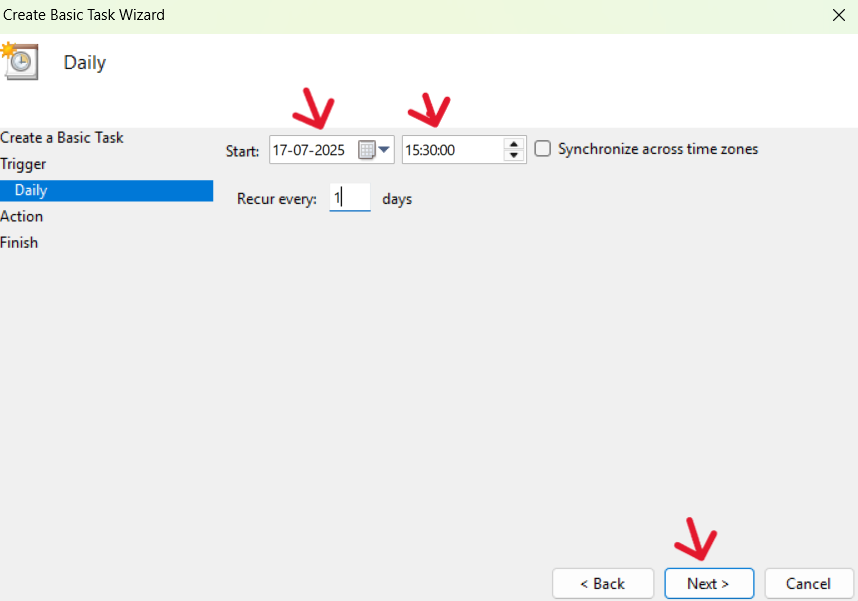 Create Basic Task Wizard
Daily
Create a Basic Task
Trigger
Daily
Action
Finish
Start: 17-07-2025 15:30:00 Synchronize across time zones
Recur every: 1 days
< Back Next > Cancel